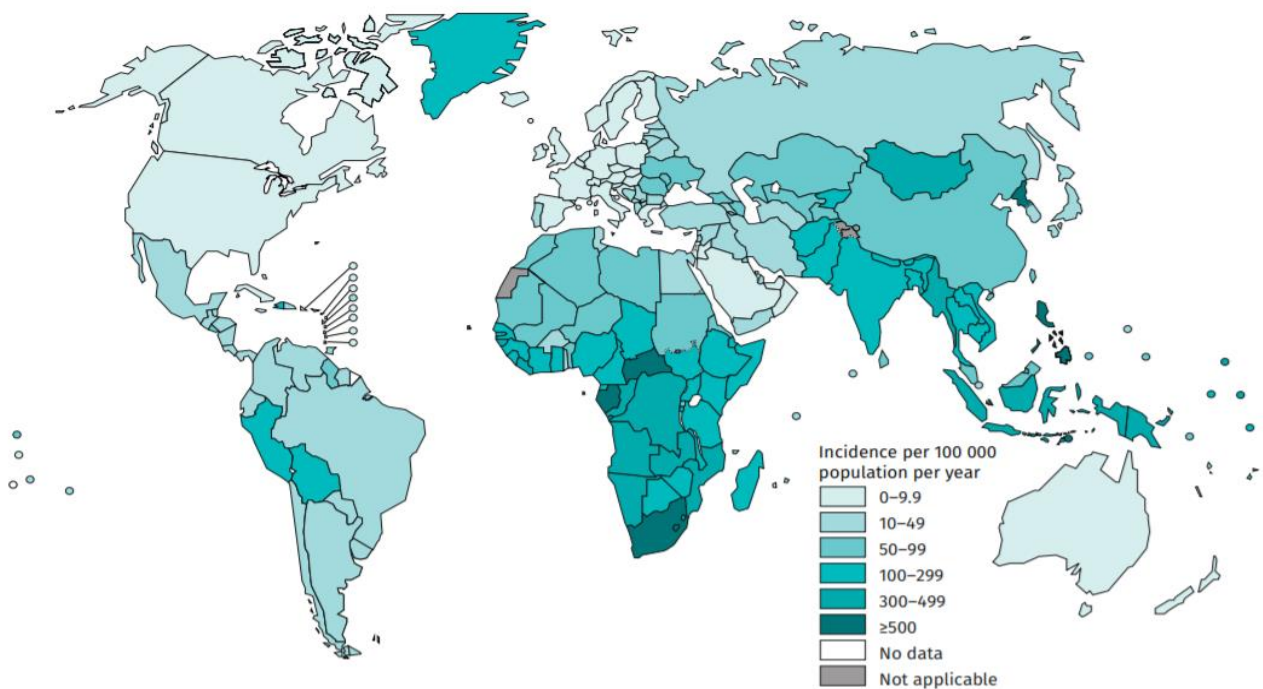 Incidence per 100 000
population per year
0–9.9
10–49
50–99
100–299
300–499
≥500
No data
Not applicable